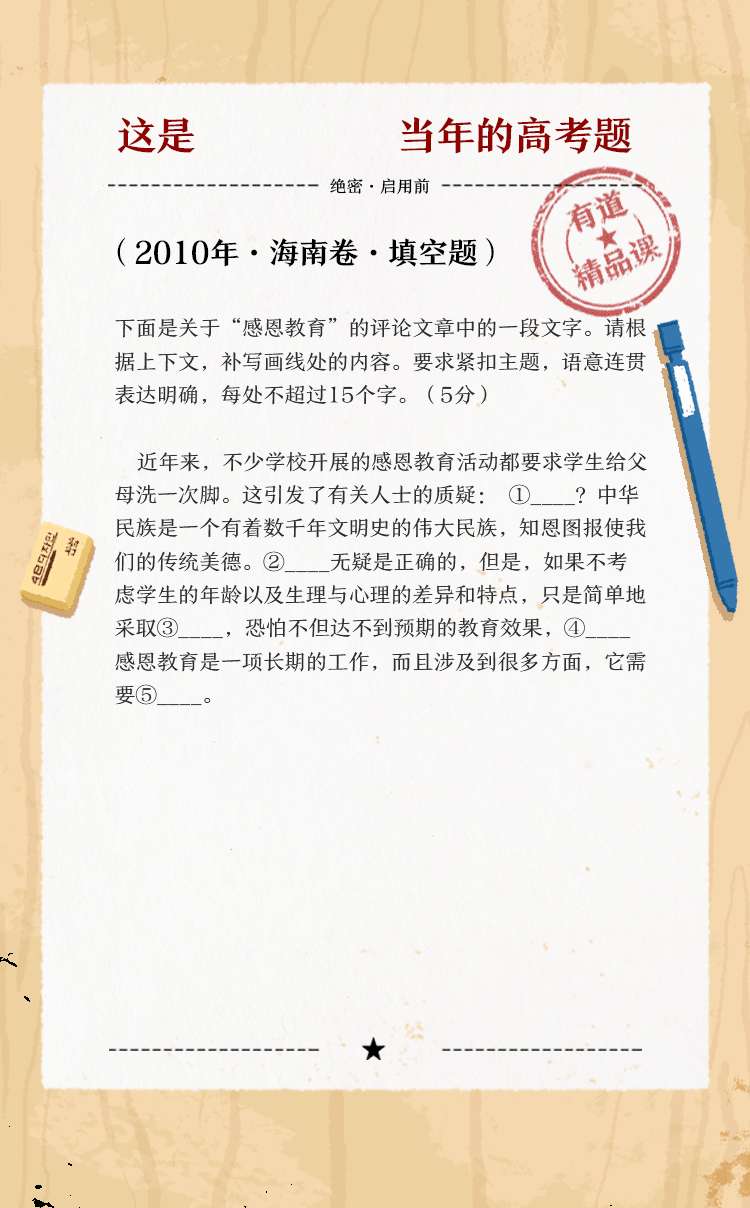 这是 当年的高考题
绝密·启用前
有道
精品课
（2010年·海南卷·填空题）
下面是关于“感恩教育”的评论文章中的一段文字。请根
据上下文，补写画线处的内容。要求紧扣主题，语意连贯
表达明确，每处不超过15个字。（5分）
近年来，不少学校开展的感恩教育活动都要求学生给父
母洗一次脚。这引发了有关人士的质疑： ①____？中华
民族是一个有着数千年文明史的伟大民族，知恩图报使我
们的传统美德。②____无疑是正确的，但是，如果不考
虑学生的年龄以及生理与心理的差异和特点，只是简单地
采取③____，恐怕不但达不到预期的教育效果，④____
感恩教育是一项长期的工作，而且涉及到很多方面，它需
要⑤____。